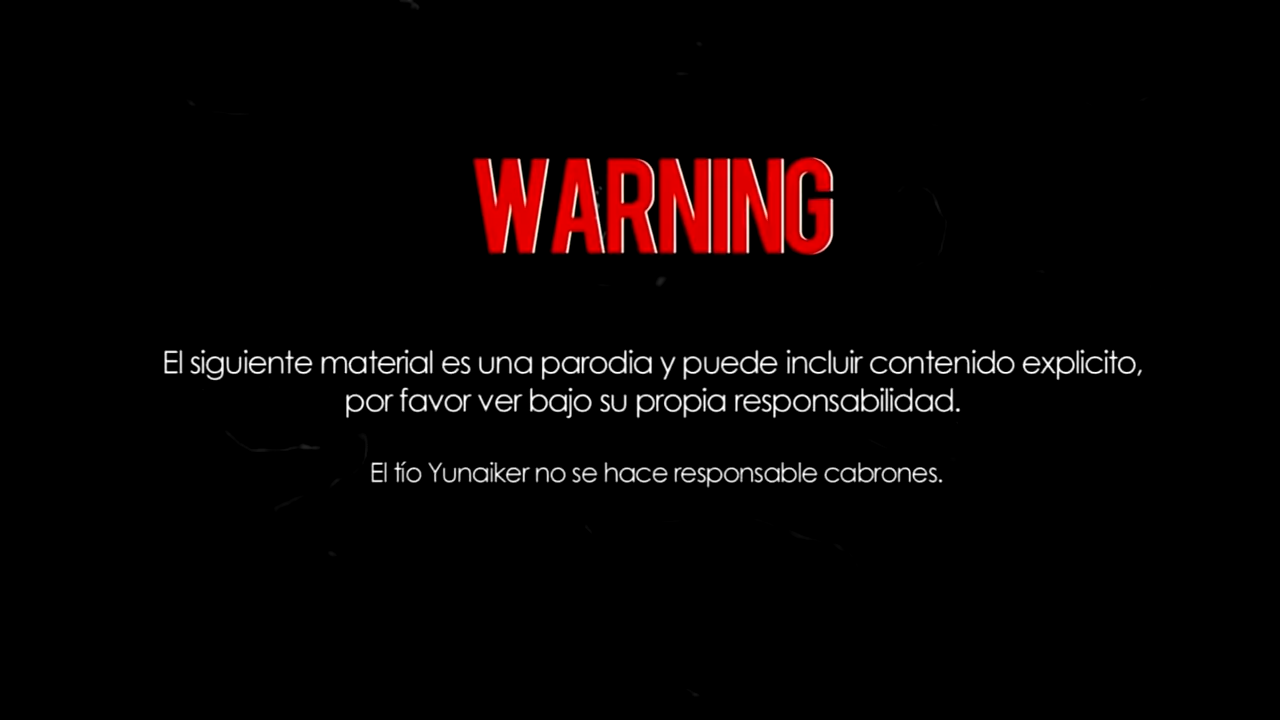 WARNING
El siguiente material es una parodia y puede incluir contenido explicito,
por favor ver bajo su propia responsabilidad.
El tío Yunaiker no se hace responsable cabrones.